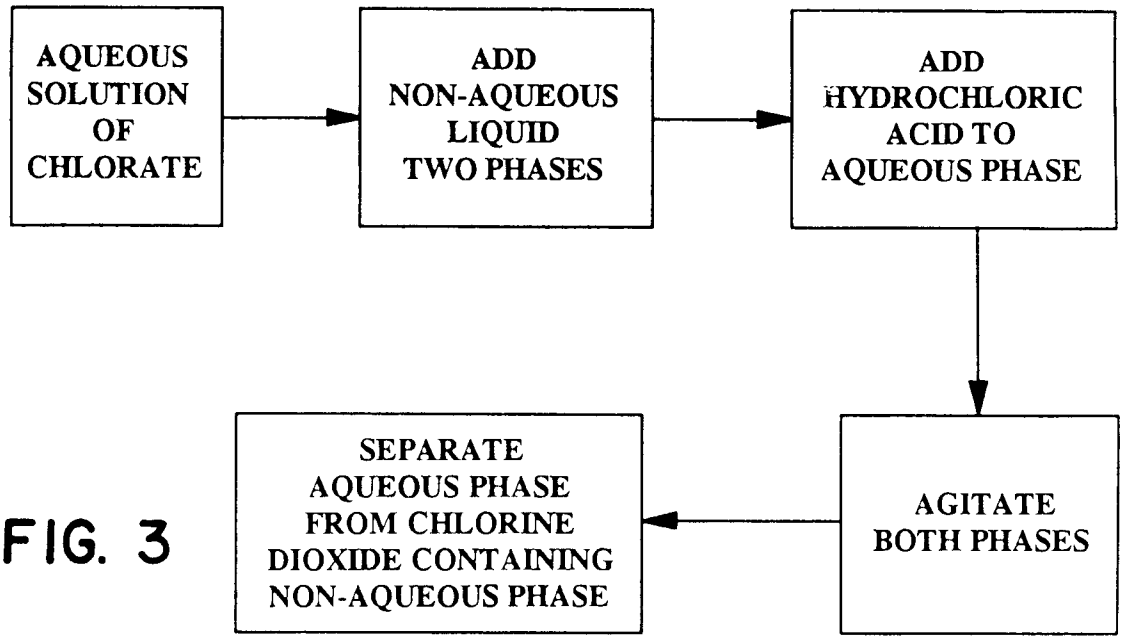 AQUEOUS
SOLUTION
OF
CHLORATE
ADD
NON-AQUEOUS
LIQUID
TWO PHASES
ADD
HYDROCHLORIC
ACID TO
AQUEOUS PHASE
AGITATE
BOTH PHASES
SEPARATE
AQUEOUS PHASE
FROM CHLORINE
DIOXIDE CONTAINING
NON-AQUEOUS PHASE
FIG. 3